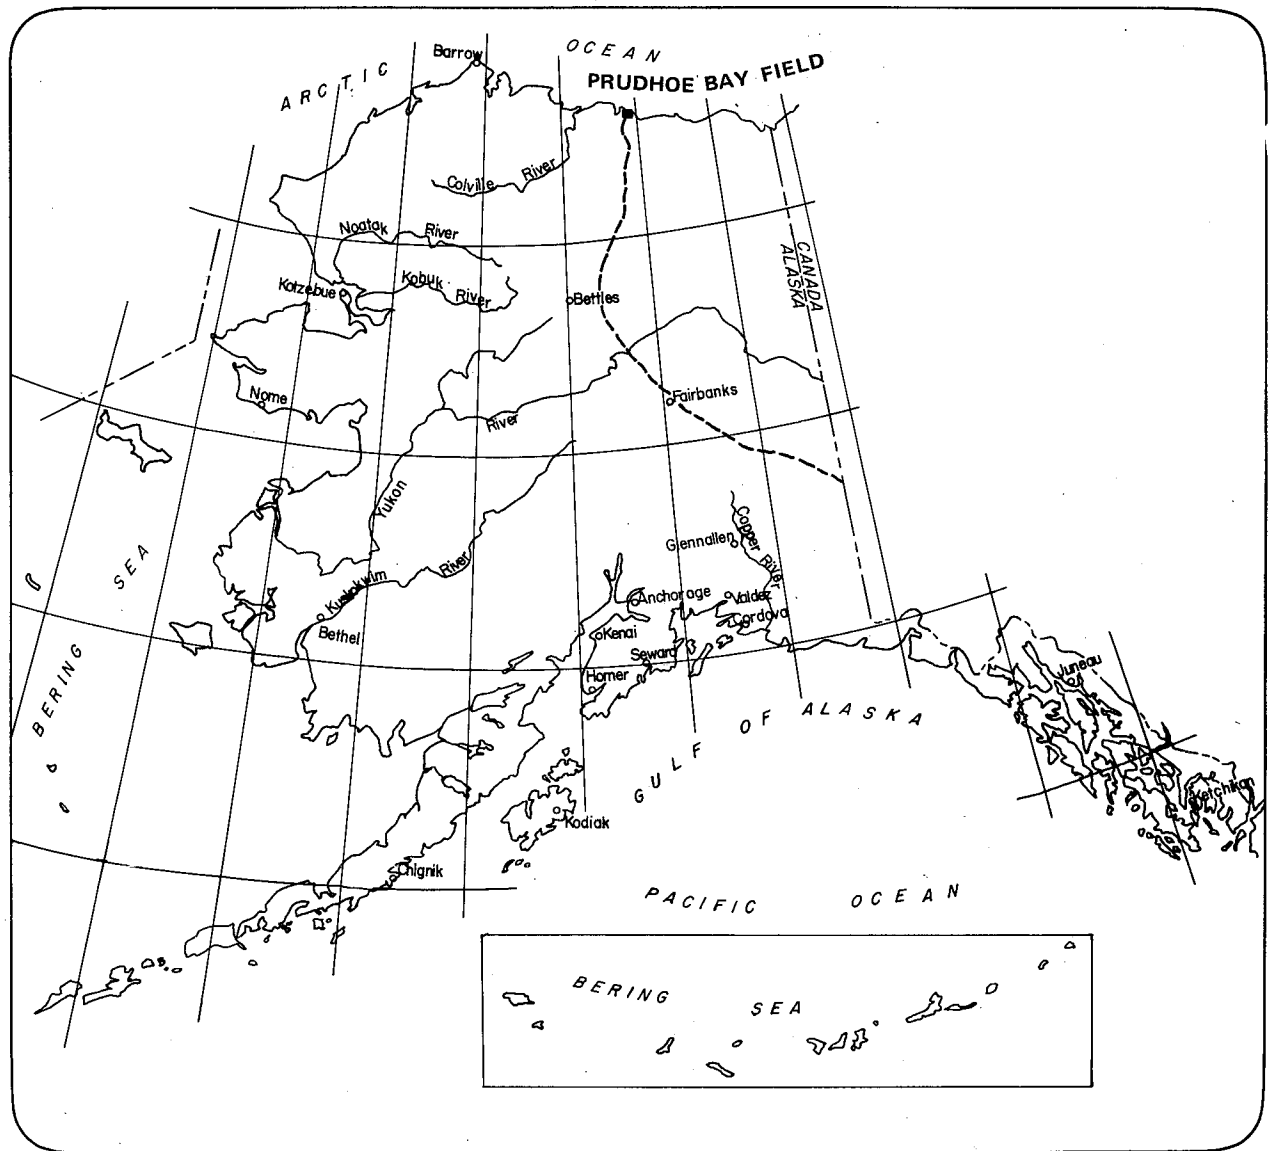 Barrow
OCEAN
PRUDHOE BAY FIELD
ARCTIC
Colville River
Noatak River
CANADA
ALASKA
Kotzebue
Kobuk River
Bettles
Nome
Fairbanks
River
Yukon
Copper River
Glennallen
SEA
River
Kuskokwim
Anchorage
Valdez
Cordova
Bethel
Kenai
Seward
Homer
BERING
Juneau
GULF OF ALASKA
Ketchikan
Kodiak
Chignik
PACIFIC OCEAN
BERING SEA